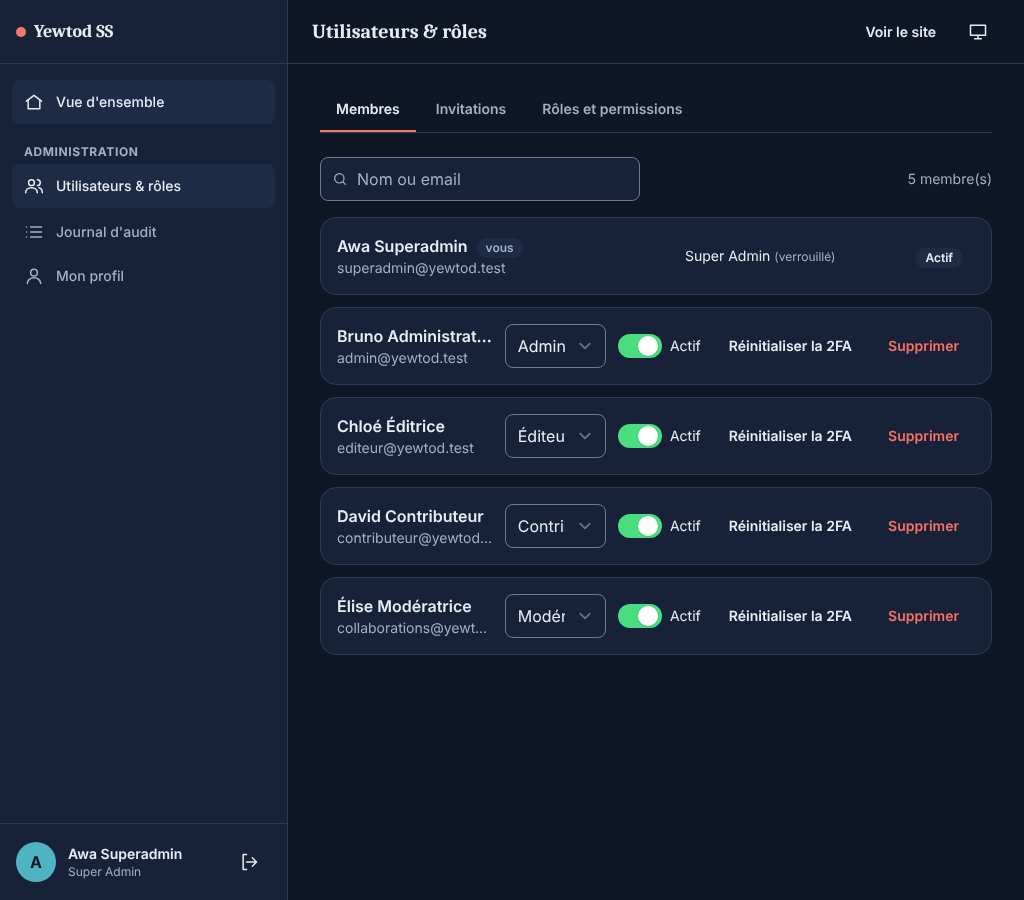 Yewtod SS
Utilisateurs & rôles
Voir le site
Vue d'ensemble
ADMINISTRATION
Utilisateurs & rôles
Journal d'audit
Mon profil
Membres
Invitations
Rôles et permissions
Nom ou email
5 membre(s)
Awa Superadmin vous
superadmin@yewtod.test
Super Admin (verrouillé)
Actif
Bruno Administrat...
admin@yewtod.test
Admin
Actif
Réinitialiser la 2FA
Supprimer
Chloé Éditrice
editeur@yewtod.test
Éditeu
Actif
Réinitialiser la 2FA
Supprimer
David Contributeur
contributeur@yewtod...
Contri
Actif
Réinitialiser la 2FA
Supprimer
Élise Modératrice
collaborations@yewt...
Modér
Actif
Réinitialiser la 2FA
Supprimer
A
Awa Superadmin
Super Admin